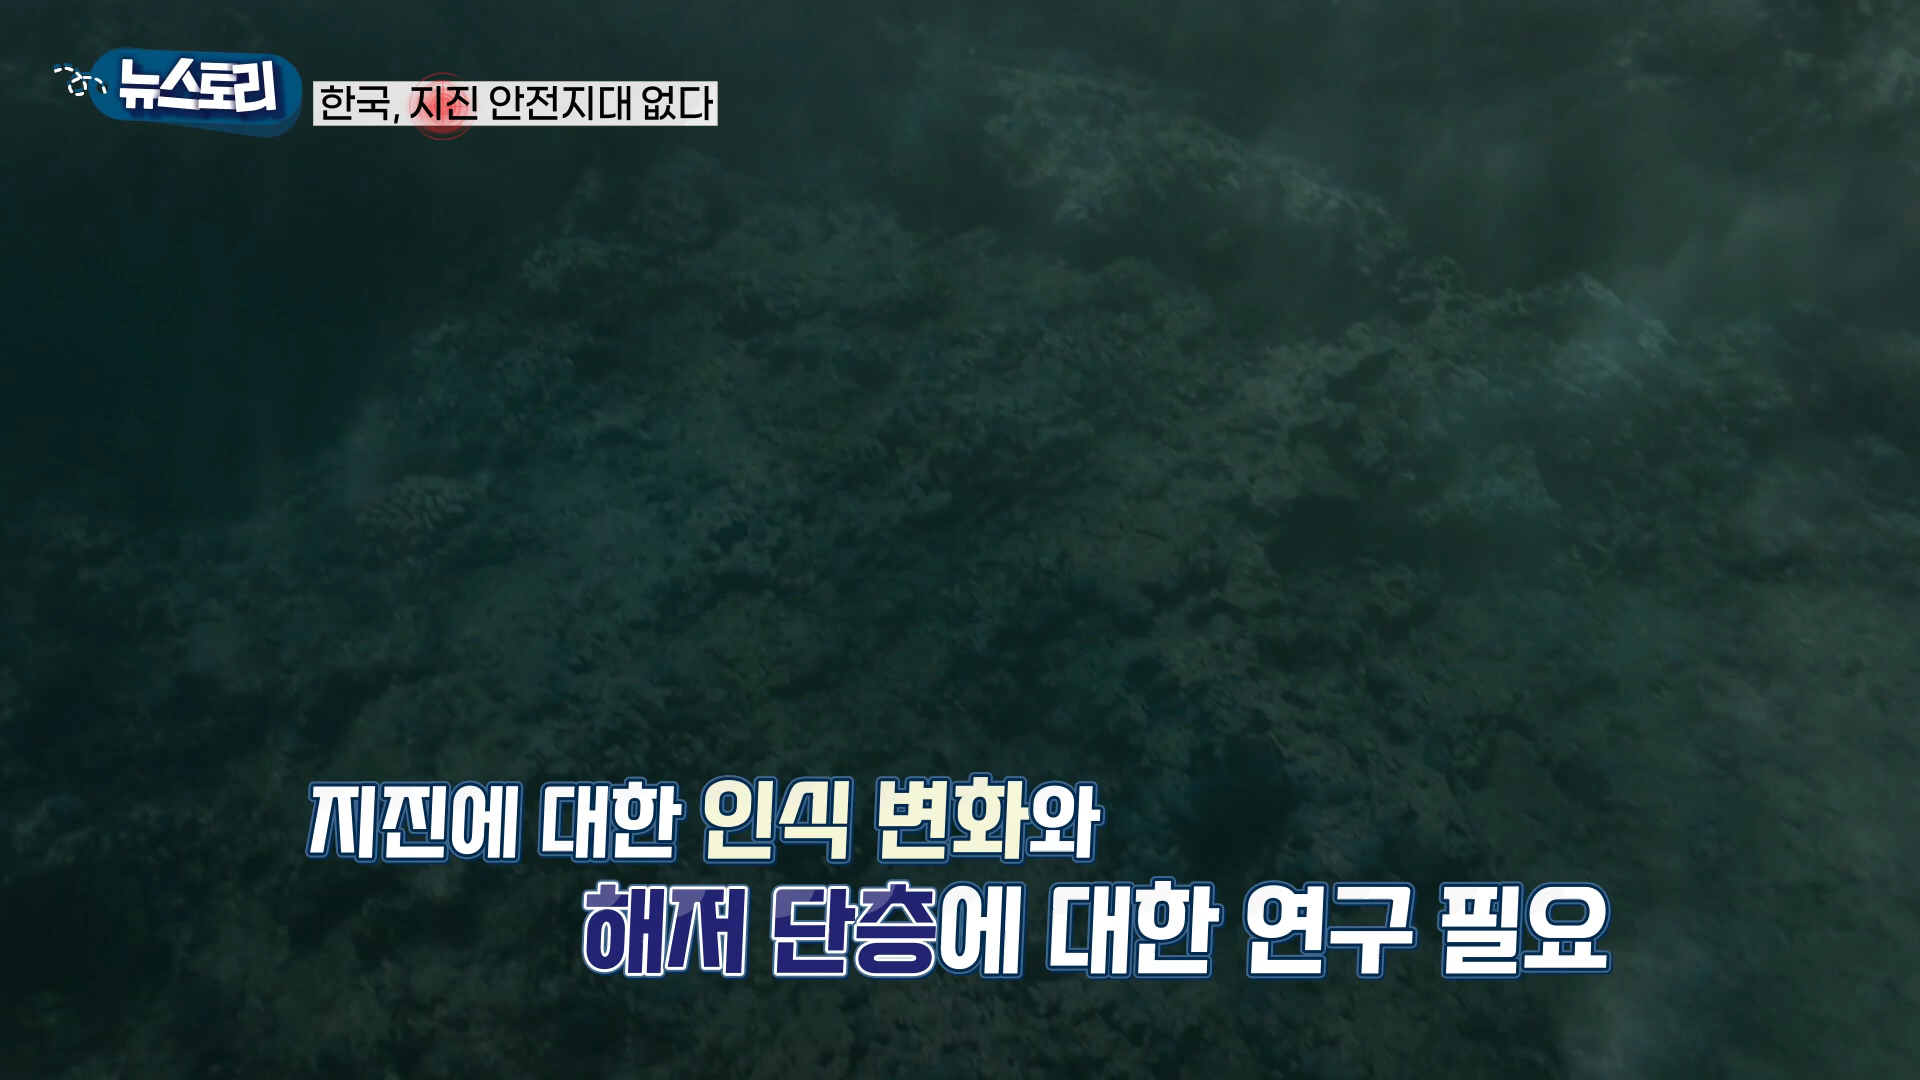 뉴스토리
한국, 지진 안전지대 없다
지진에 대한 인식 변화와
해저 단층에 대한 연구 필요